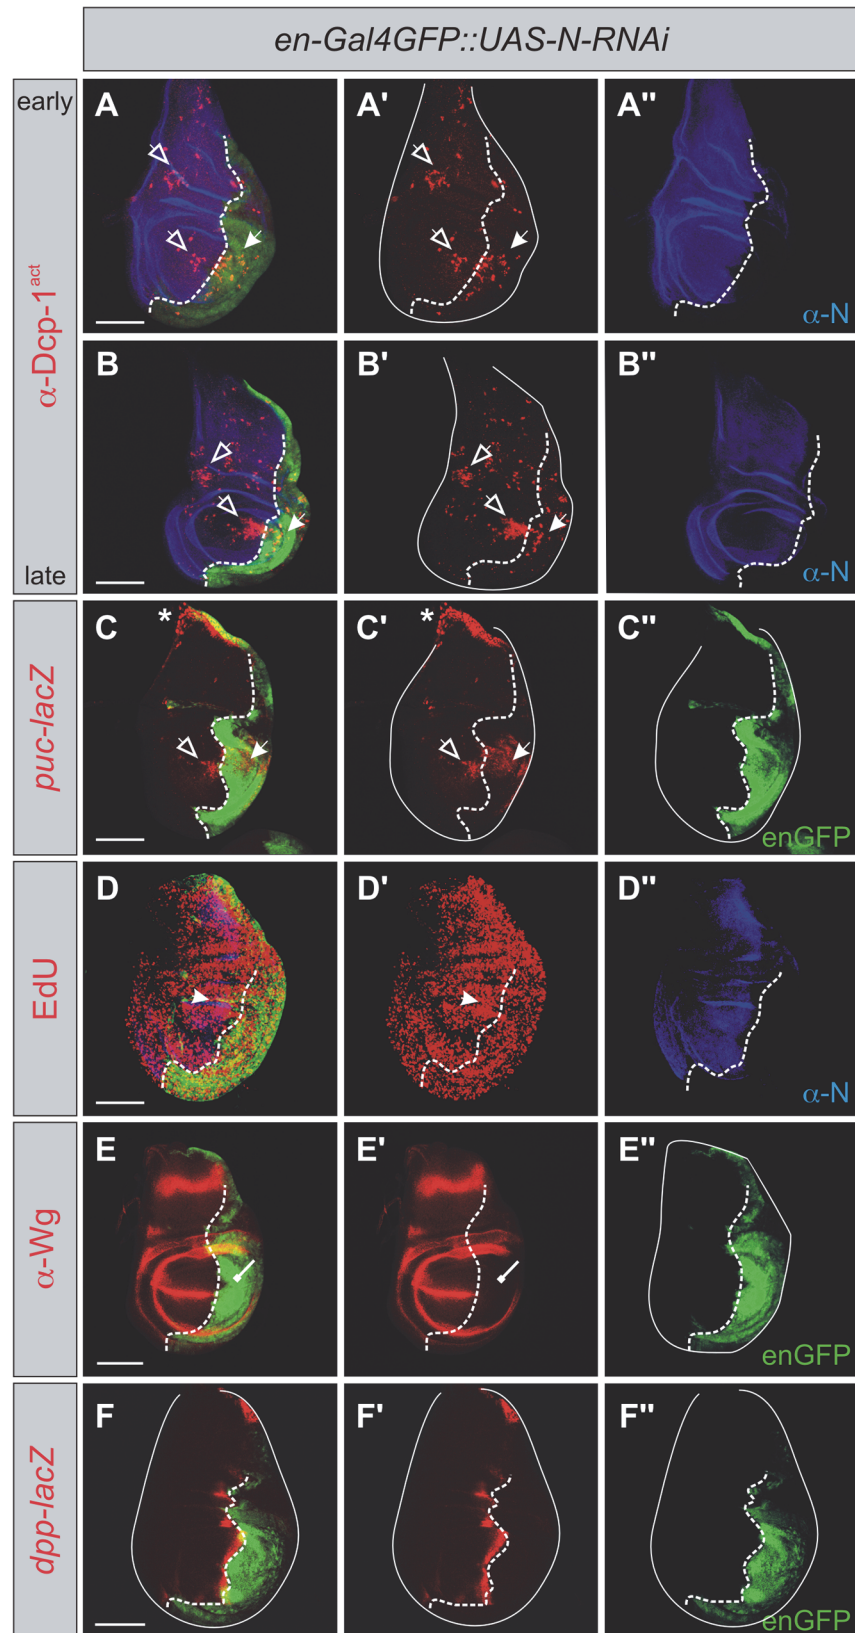 en-Gal4GFP::UAS-N-RNAi
early
α-Dcp-1act
late
A
A'
A"
α-N
B
B'
B"
α-N
puc-lacZ
C
*
C'
*
C"
enGFP
EdU
D
D'
D"
α-N
α-Wg
E
E'
E"
enGFP
dpp-lacZ
F
F'
F"
enGFP